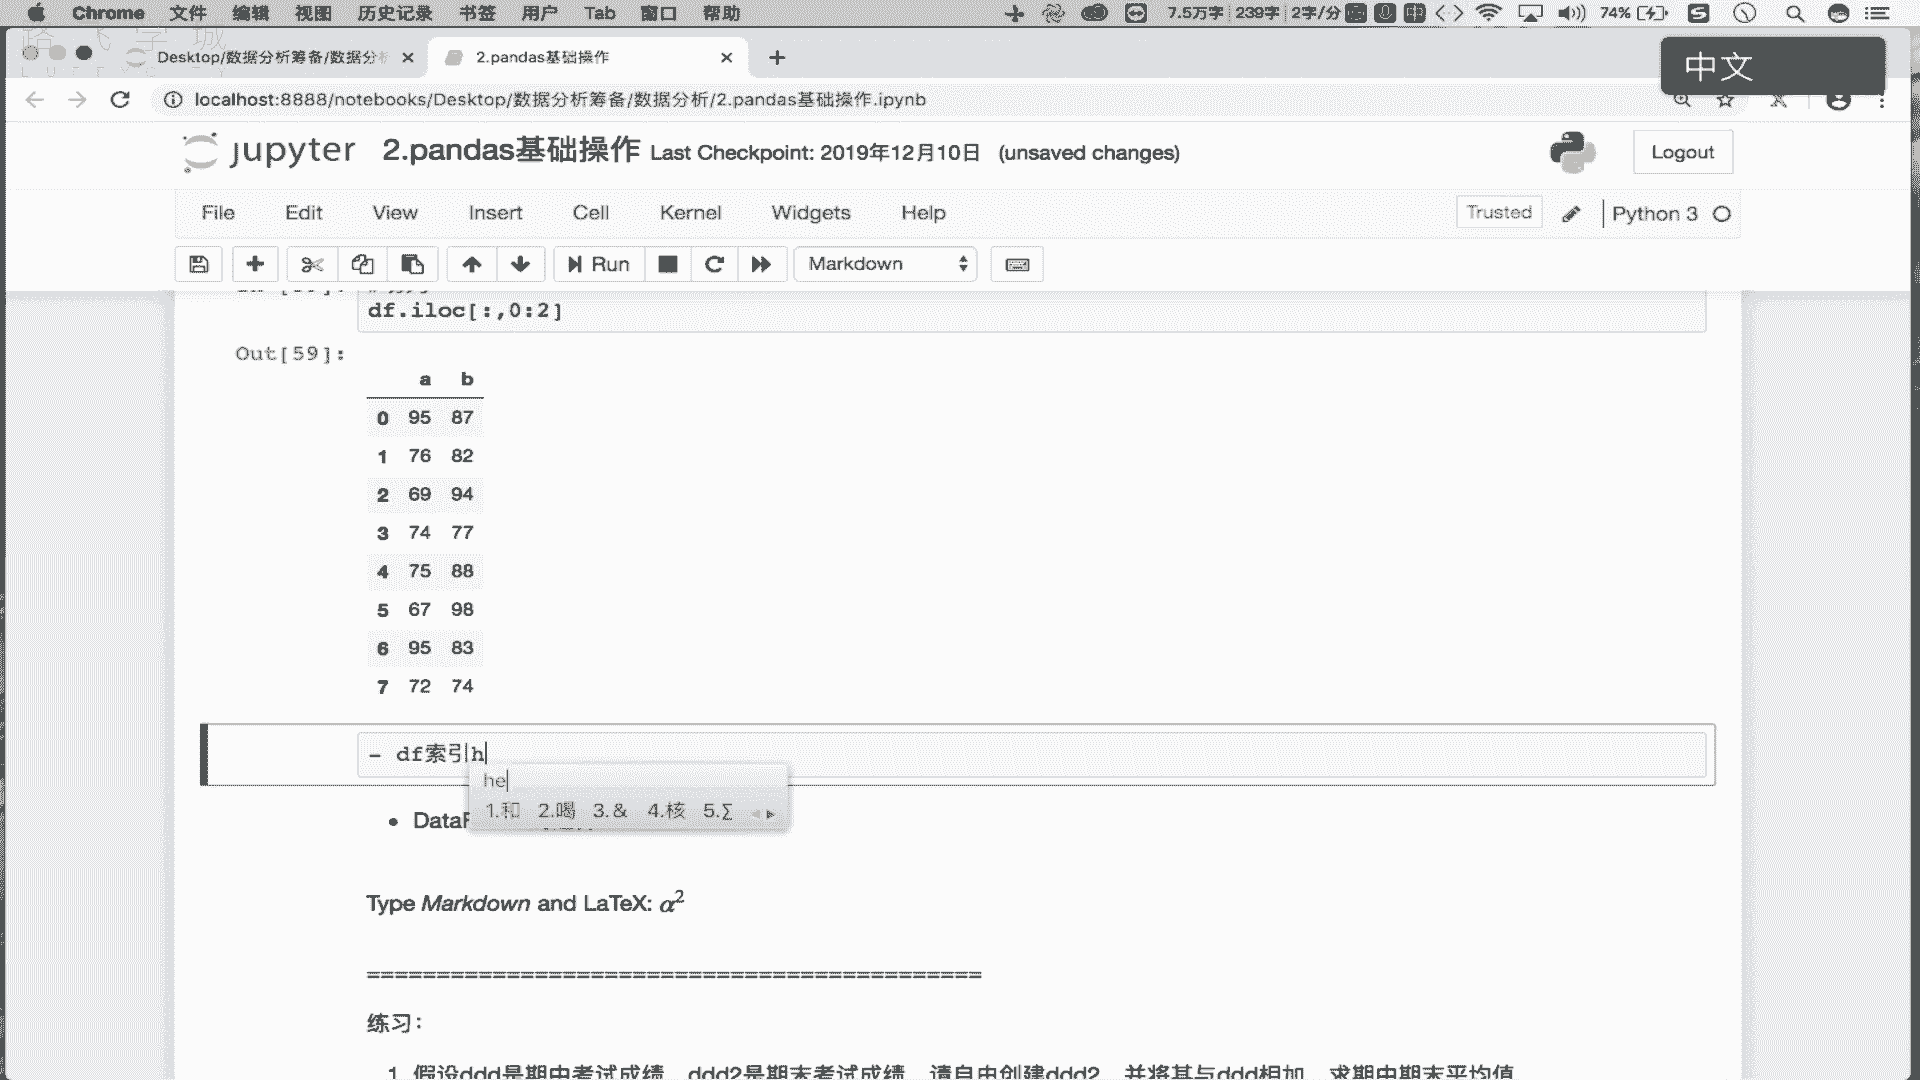 Chrome 文件 编辑 视图 历史记录 书签 用户 Tab 窗口 帮助 7.5万字 239字 2字/分 74%
Desktop/数据分析筹备/数据分析
2.pandas基础操作
中文
localhost:8888/notebooks/Desktop/数据分析筹备/数据分析/2.pandas基础操作.ipynb
jupyter 2.pandas基础操作 Last Checkpoint: 2019年12月10日 (unsaved changes)
Logout
File Edit View Insert Cell Kernel Widgets Help
Trusted Python 3
Run Markdown
df.iloc[:,0:2]
Out[59]:
a b
0 95 87
1 76 82
2 69 94
3 74 77
4 75 88
5 67 98
6 95 83
7 72 74
- df索引h
he
1.和 2.喝 3.& 4.核 5.∑
• DataF
Type Markdown and LaTeX: α²
============================================
练习：
1. 假设ddd是期中考试成绩，ddd2是期末考试成绩，请自由创建ddd2，并将其与ddd相加，求期中期末平均值